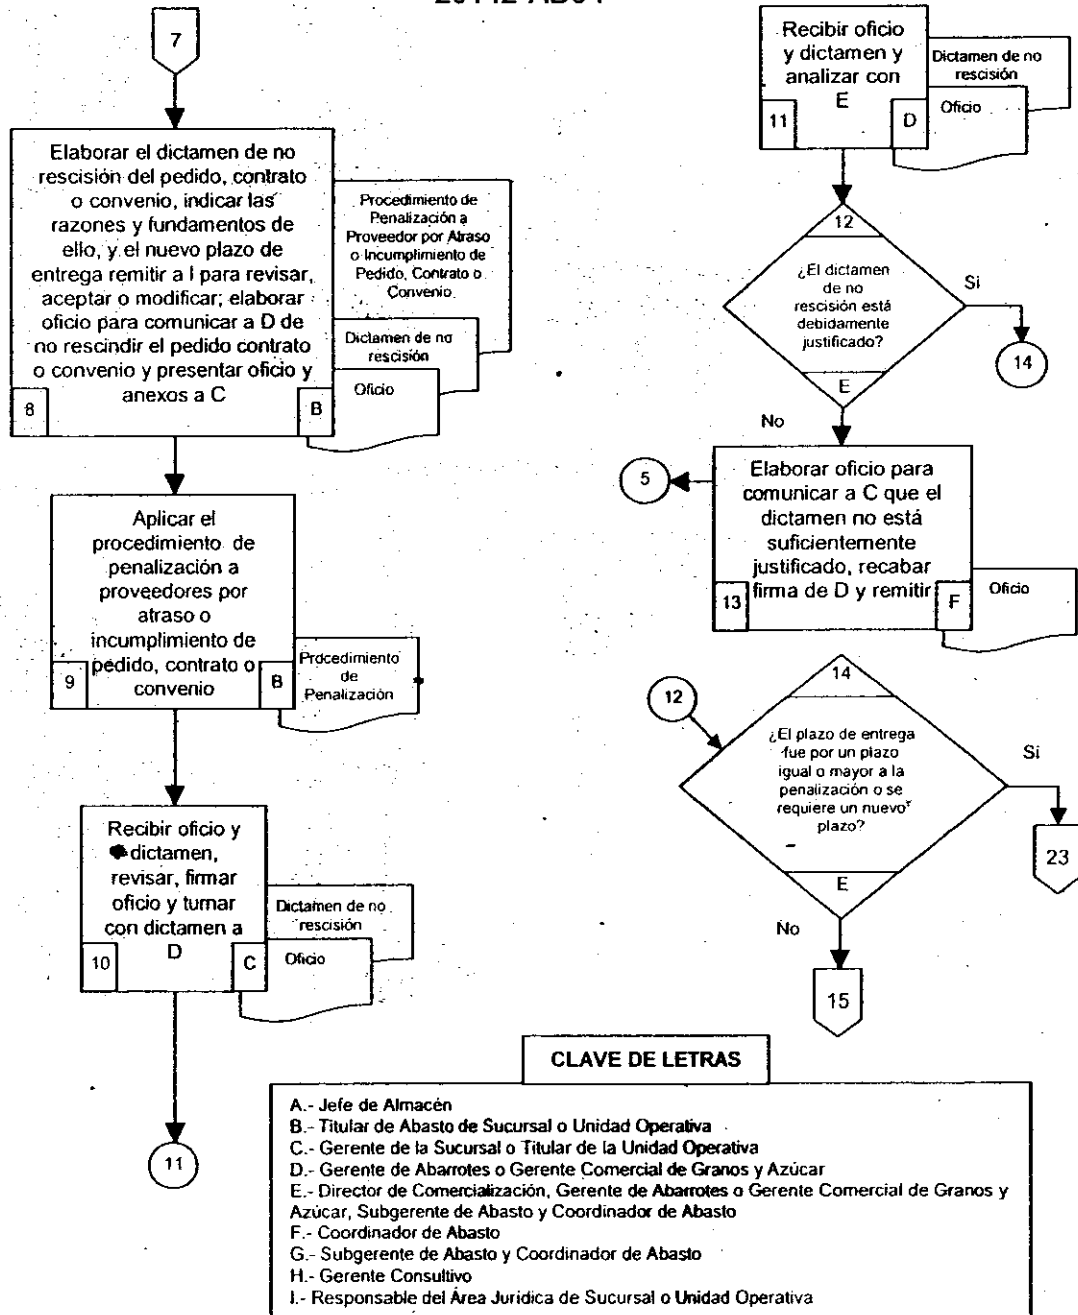 7
Elaborar el dictamen de no
rescisión del pedido, contrato
o convenio, indicar las
razones y fundamentos de
ello, y el nuevo plazo de
entrega remitir a I para revisar,
aceptar o modificar; elaborar
oficio para comunicar a D de
no rescindir el pedido contrato
o convenio y presentar oficio y
anexos a C
8
B
Procedimiento de
Penalización a
Proveedor por Atraso
o Incumplimiento de
Pedido, Contrato o
Convenio
Dictamen de no
rescisión
Oficio
Aplicar el
procedimiento de
penalización a
proveedores por
atraso o
incumplimiento de
pedido, contrato o
convenio
9
B
Procedimiento
de
Penalización
Recibir oficio y
dictamen,
revisar, firmar
oficio y turnar
con dictamen a
D
10
C
Dictamen de no
rescisión
Oficio
11
Recibir oficio
y dictamen y
analizar con
E
11
D
Dictamen de no
rescisión
Oficio
12
¿El dictamen
de no
rescisión está
debidamente
justificado?
E
Si
14
No
5
Elaborar oficio para
comunicar a C que el
dictamen no está
suficientemente
justificado, recabar
firma de D y remitir
13
F
Oficio
12
14
¿El plazo de entrega
fue por un plazo
igual o mayor a la
penalización o se
requiere un nuevo
plazo?
E
Si
23
No
15
CLAVE DE LETRAS
A.- Jefe de Almacén
B.- Titular de Abasto de Sucursal o Unidad Operativa
C.- Gerente de la Sucursal o Titular de la Unidad Operativa
D.- Gerente de Abarrotes o Gerente Comercial de Granos y Azúcar
E.- Director de Comercialización, Gerente de Abarrotes o Gerente Comercial de Granos y
Azúcar, Subgerente de Abasto y Coordinador de Abasto
F.- Coordinador de Abasto
G.- Subgerente de Abasto y Coordinador de Abasto
H.- Gerente Consultivo
I.- Responsable del Área Jurídica de Sucursal o Unidad Operativa